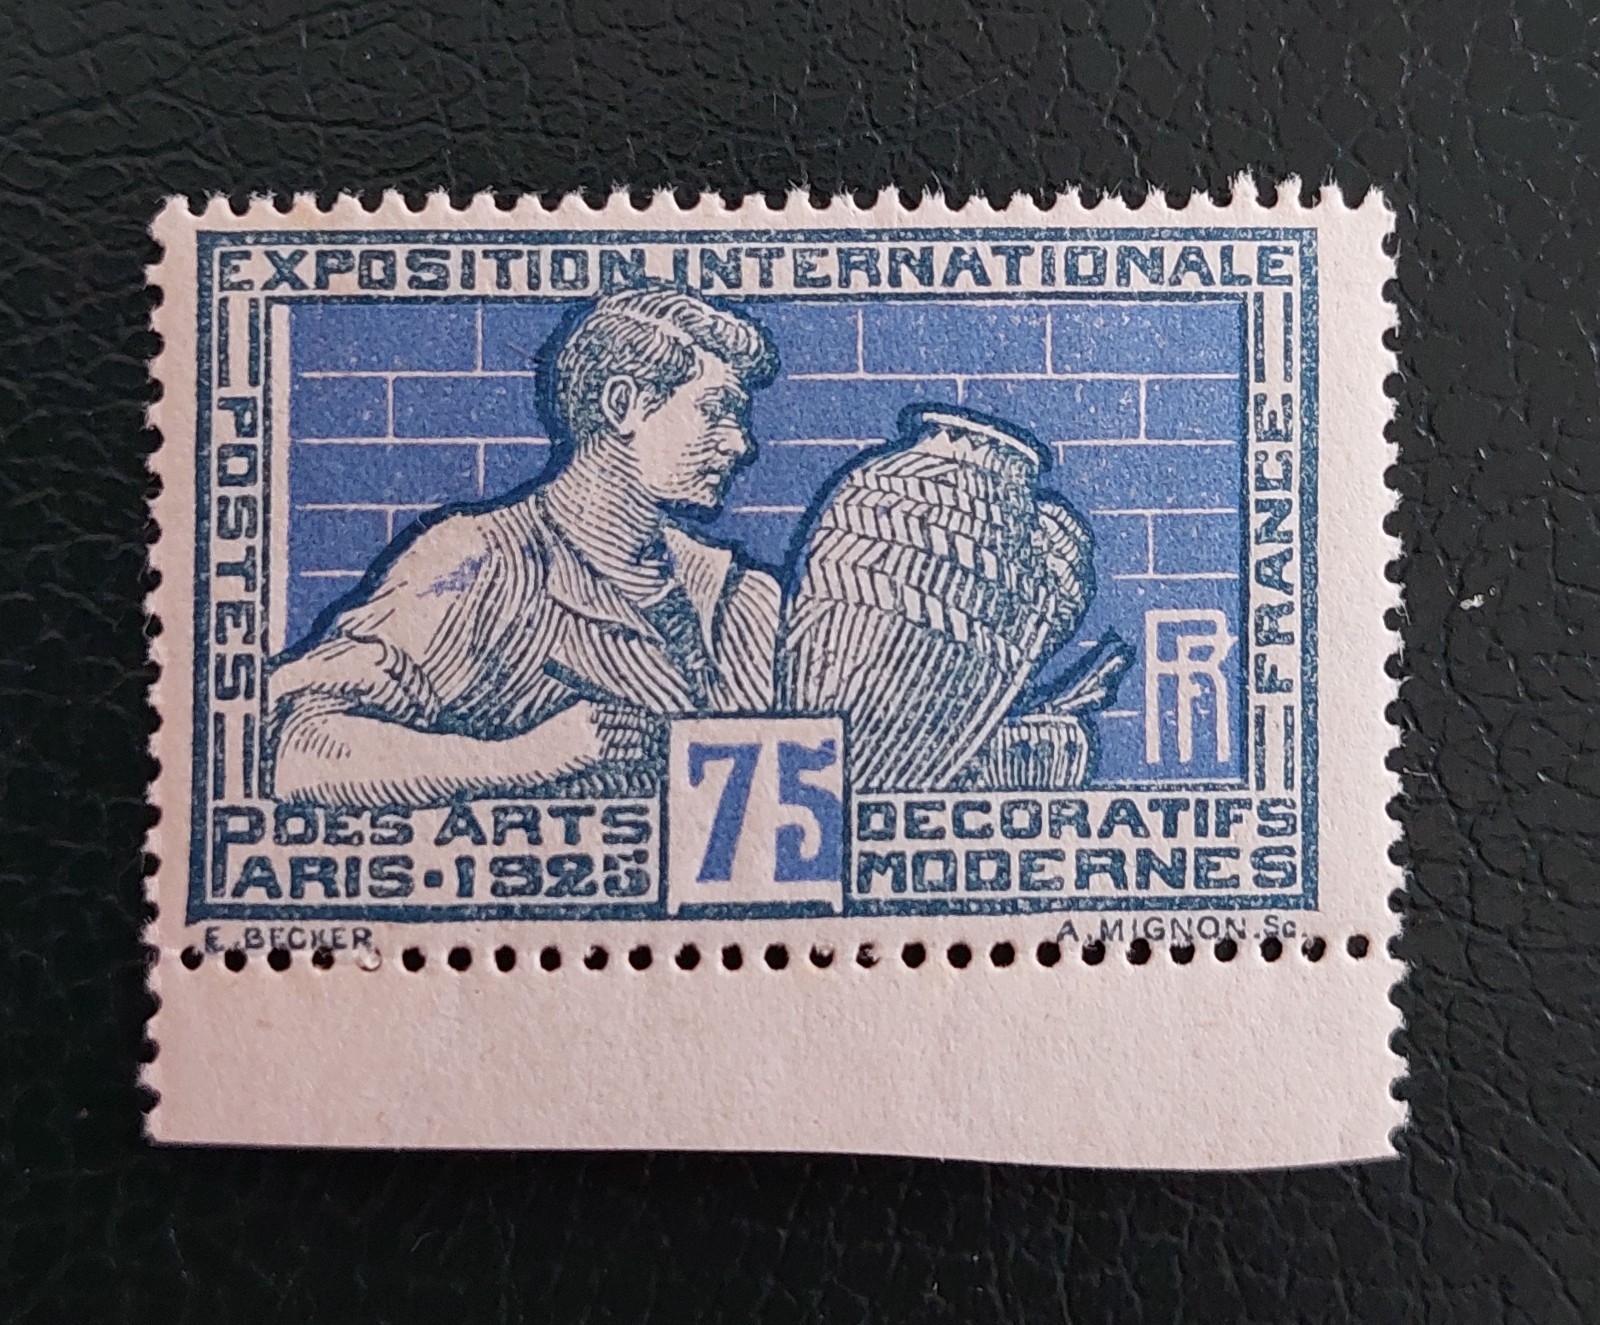 EXPOSITION INTERNATIONALE
POSTES
FRANCE
RF
DES ARTS
PARIS·1925
75
DECORATIFS
MODERNES
E. BECKER
A. MIGNON. Sc.